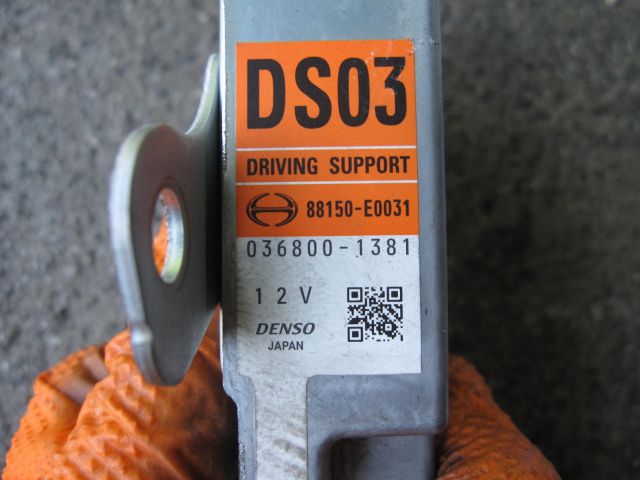 DS03
DRIVING SUPPORT
88150-E0031
036800-1381
12V
DENSO
JAPAN